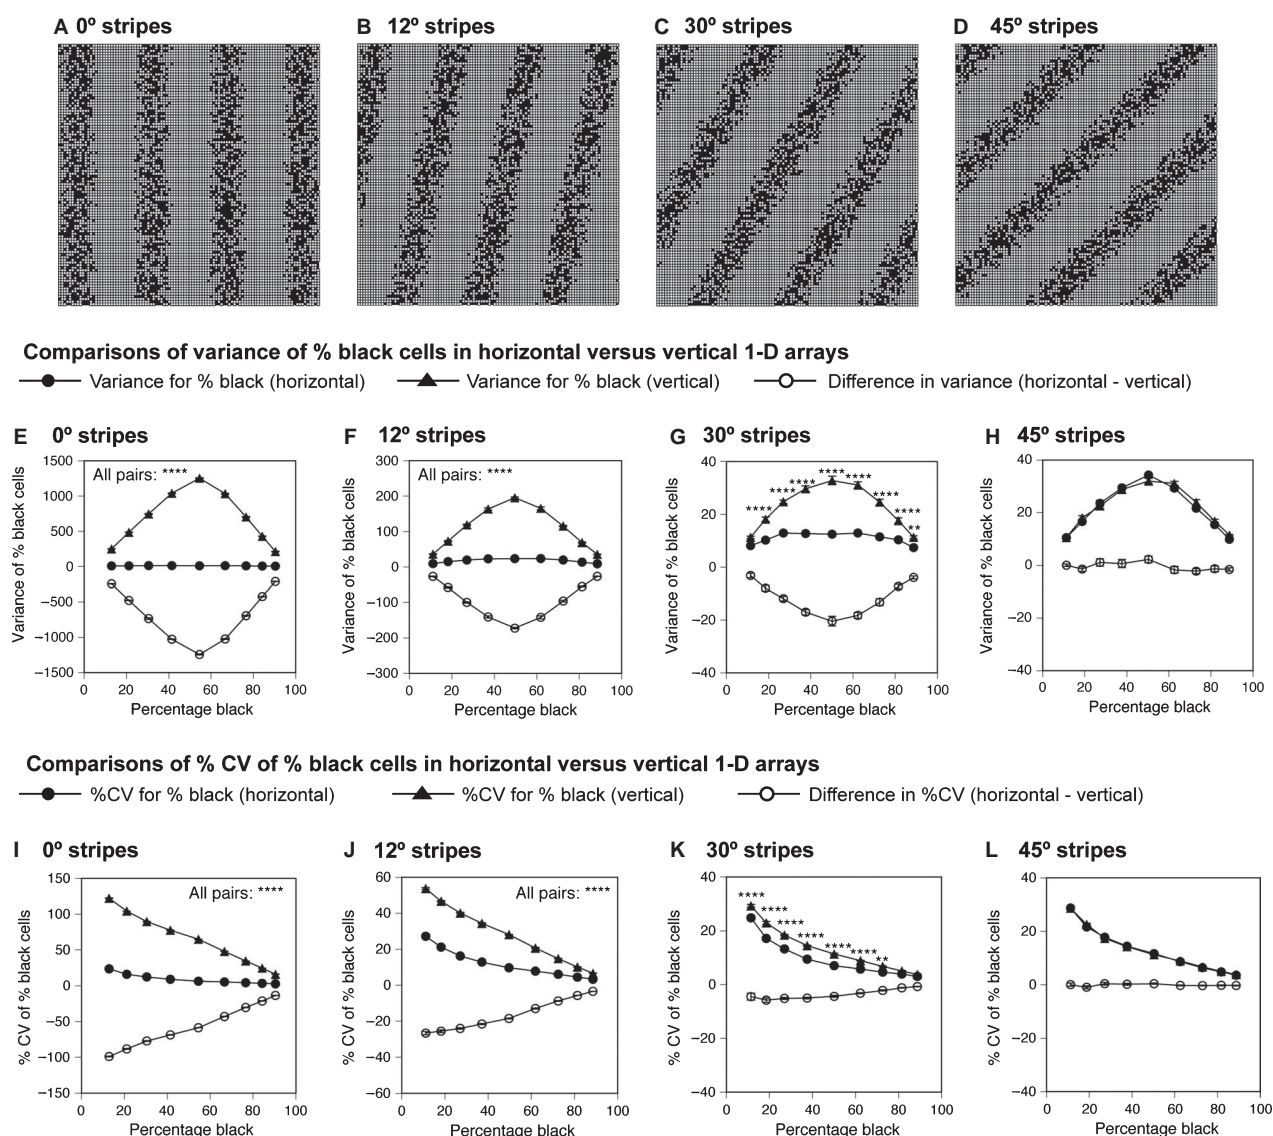 A 0º stripes
B 12º stripes
C 30º stripes
D 45º stripes
Comparisons of variance of % black cells in horizontal versus vertical 1-D arrays
Variance for % black (horizontal)
Variance for % black (vertical)
Difference in variance (horizontal - vertical)
E 0º stripes
Variance of % black cells
1500
1000
500
0
−500
−1000
−1500
All pairs: ****
0 20 40 60 80 100
Percentage black
F 12º stripes
Variance of % black cells
300
200
100
0
−100
−200
−300
All pairs: ****
0 20 40 60 80 100
Percentage black
G 30º stripes
Variance of % black cells
40
20
0
−20
−40
**** **** **** **** **** **** **** **
0 20 40 60 80 100
Percentage black
H 45º stripes
Variance of % black cells
40
20
0
−20
−40
0 20 40 60 80 100
Percentage black
Comparisons of % CV of % black cells in horizontal versus vertical 1-D arrays
%CV for % black (horizontal)
%CV for % black (vertical)
Difference in %CV (horizontal - vertical)
I 0º stripes
% CV of % black cells
150
100
50
0
−50
−100
−150
All pairs: ****
0 20 40 60 80 100
Percentage black
J 12º stripes
% CV of % black cells
60
40
20
0
−20
−40
−60
All pairs: ****
0 20 40 60 80 100
Percentage black
K 30º stripes
% CV of % black cells
40
20
0
−20
−40
**** **** **** **** **** **** **
0 20 40 60 80 100
Percentage black
L 45º stripes
% CV of % black cells
40
20
0
−20
−40
0 20 40 60 80 100
Percentage black